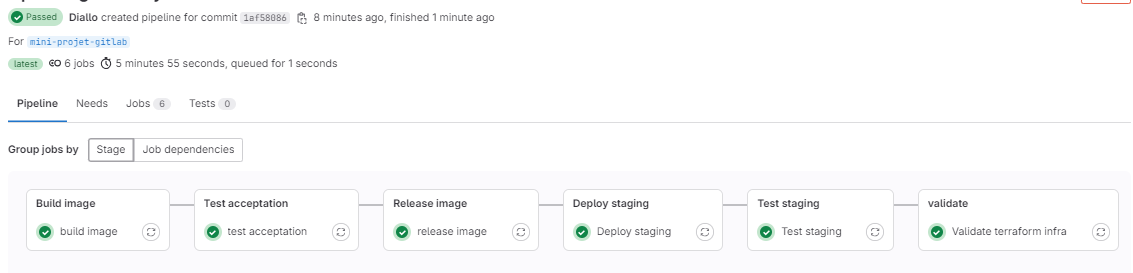 Passed Diallo created pipeline for commit 1af58086 8 minutes ago, finished 1 minute ago
For mini-projet-gitlab
latest 6 jobs 5 minutes 55 seconds, queued for 1 seconds
Pipeline Needs Jobs 6 Tests 0
Group jobs by Stage Job dependencies
Build image Test acceptation Release image Deploy staging Test staging validate
build image test acceptation release image Deploy staging Test staging Validate terraform infra